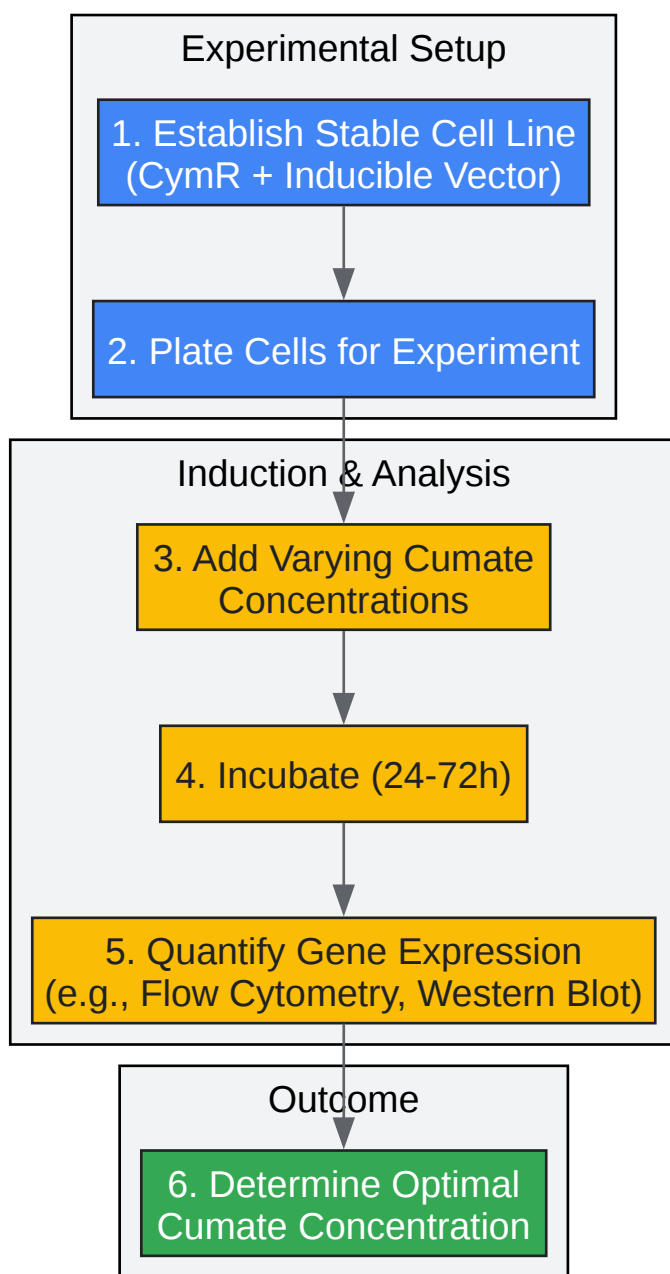 Experimental Setup
1. Establish Stable Cell Line
(CymR + Inducible Vector)
2. Plate Cells for Experiment
Induction & Analysis
3. Add Varying Cumate
Concentrations
4. Incubate (24-72h)
5. Quantify Gene Expression
(e.g., Flow Cytometry, Western Blot)
Outcome
6. Determine Optimal
Cumate Concentration